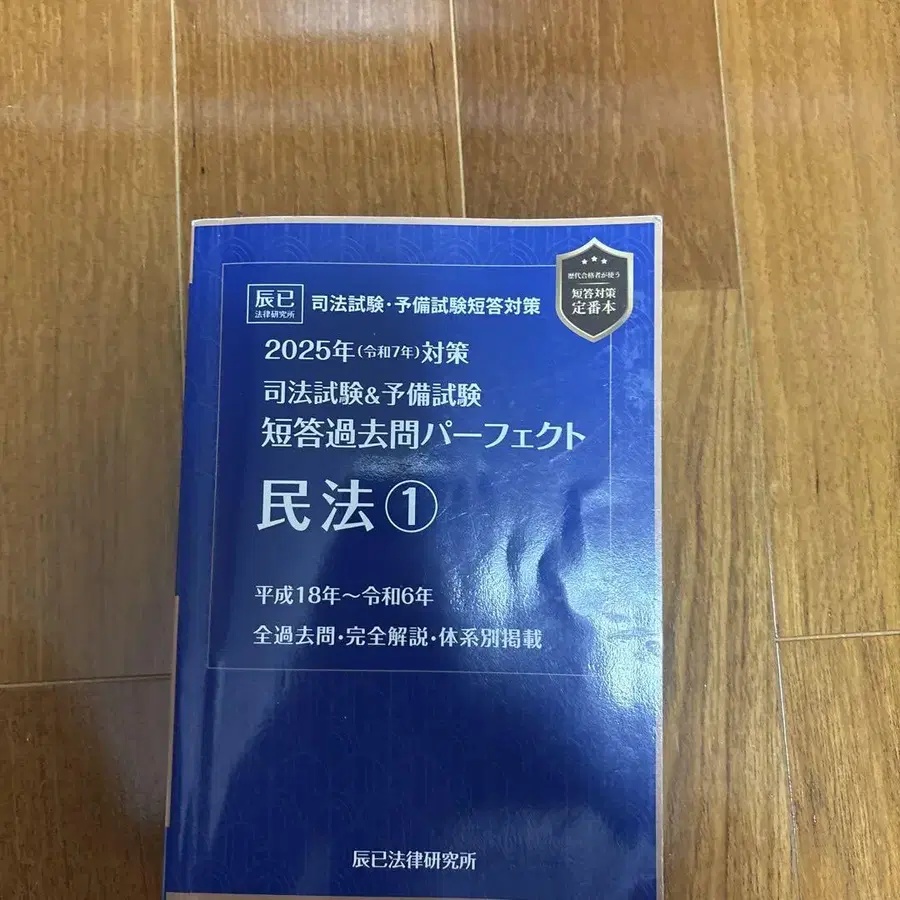 歴代合格者が使う
短答対策
定番本
辰已
法律研究所
司法試験・予備試験短答対策
2025年(令和7年)対策
司法試験&予備試験
短答過去問パーフェクト
民法①
平成18年～令和6年
全過去問・完全解説・体系別掲載
辰已法律研究所